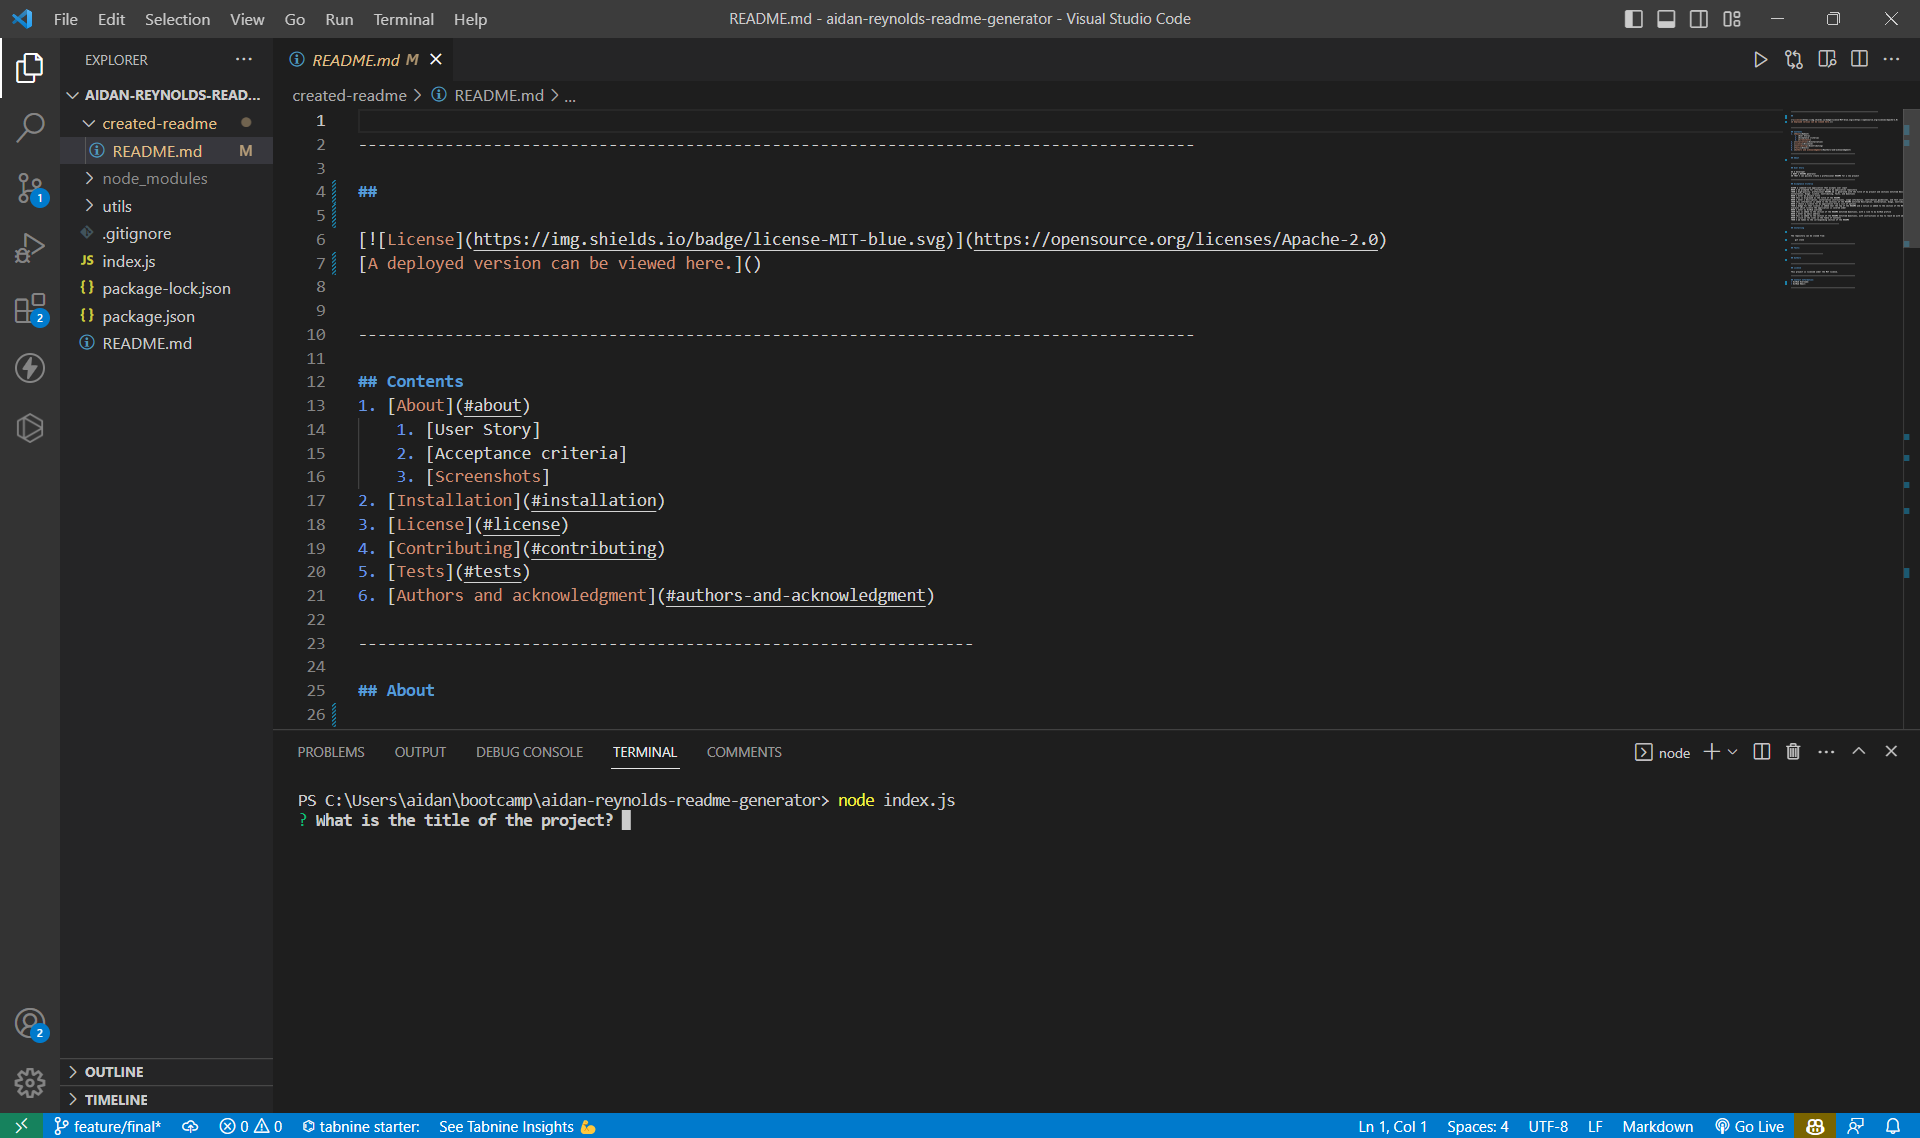 File Edit Selection View Go Run Terminal Help
README.md - aidan-reynolds-readme-generator - Visual Studio Code
EXPLORER
AIDAN-REYNOLDS-READ...
created-readme
README.md M
node_modules
utils
.gitignore
JS index.js
{} package-lock.json
{} package.json
README.md
1
2
2
OUTLINE
TIMELINE
README.md M
created-readme > README.md > ...
1
2 ---------------------------------------------------------------------------------------
3
4 ##
5
6 [![License](https://img.shields.io/badge/license-MIT-blue.svg)](https://opensource.org/licenses/Apache-2.0)
7 [A deployed version can be viewed here.]()
8
9
10 ---------------------------------------------------------------------------------------
11
12 ## Contents
13 1. [About](#about)
14 1. [User Story]
15 2. [Acceptance criteria]
16 3. [Screenshots]
17 2. [Installation](#installation)
18 3. [License](#license)
19 4. [Contributing](#contributing)
20 5. [Tests](#tests)
21 6. [Authors and acknowledgment](#authors-and-acknowledgment)
22
23 ----------------------------------------------------------------
24
25 ## About
26
PROBLEMS OUTPUT DEBUG CONSOLE TERMINAL COMMENTS
node
PS C:\Users\aidan\bootcamp\aidan-reynolds-readme-generator> node index.js
? What is the title of the project?
feature/final* 0 0 tabnine starter: See Tabnine Insights 💪 Ln 1, Col 1 Spaces: 4 UTF-8 LF Markdown Go Live